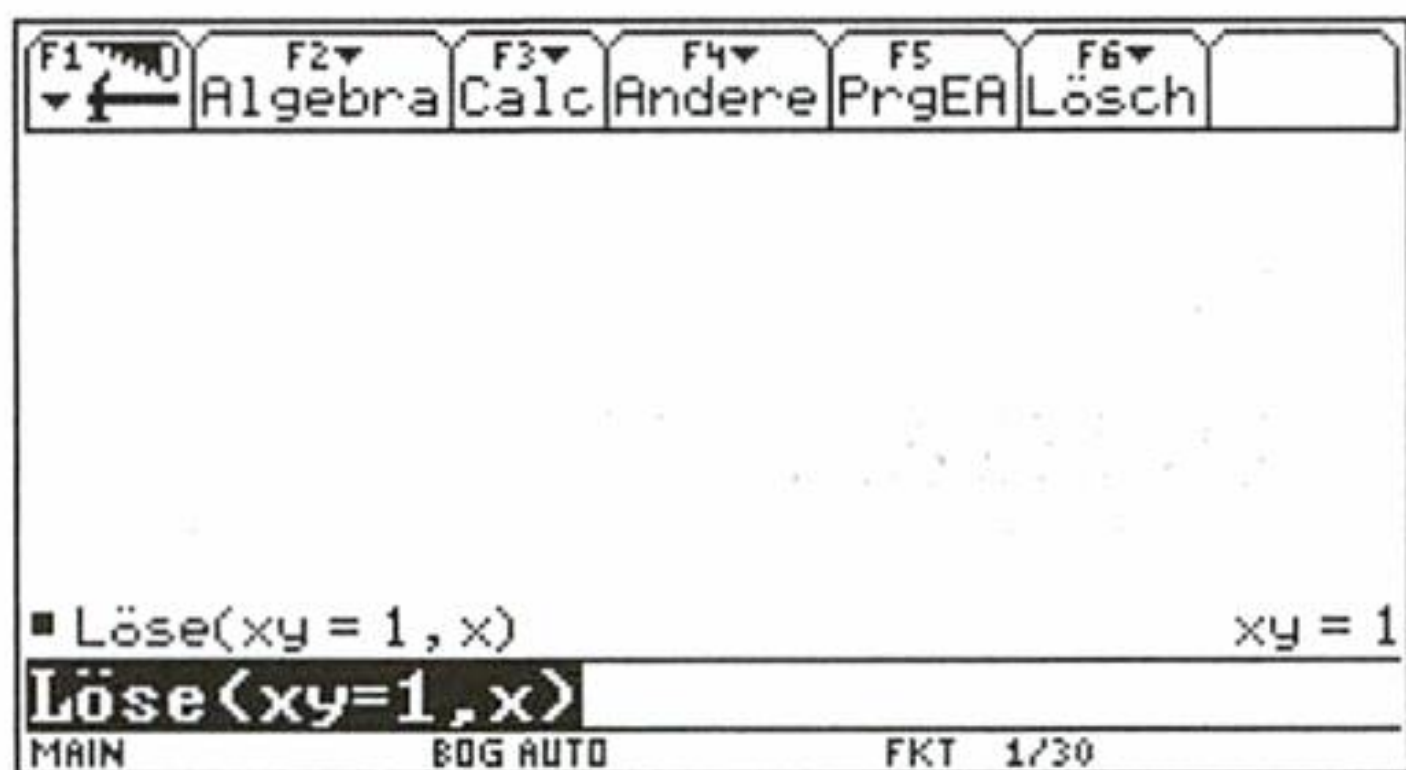 F1 F2 F3 F4 F5 F6
Algebra Calc Andere PrgEA Lösch
Löse(xy = 1, x) xy = 1
Löse(xy=1,x)
MAIN BOG AUTO FKT 1/30